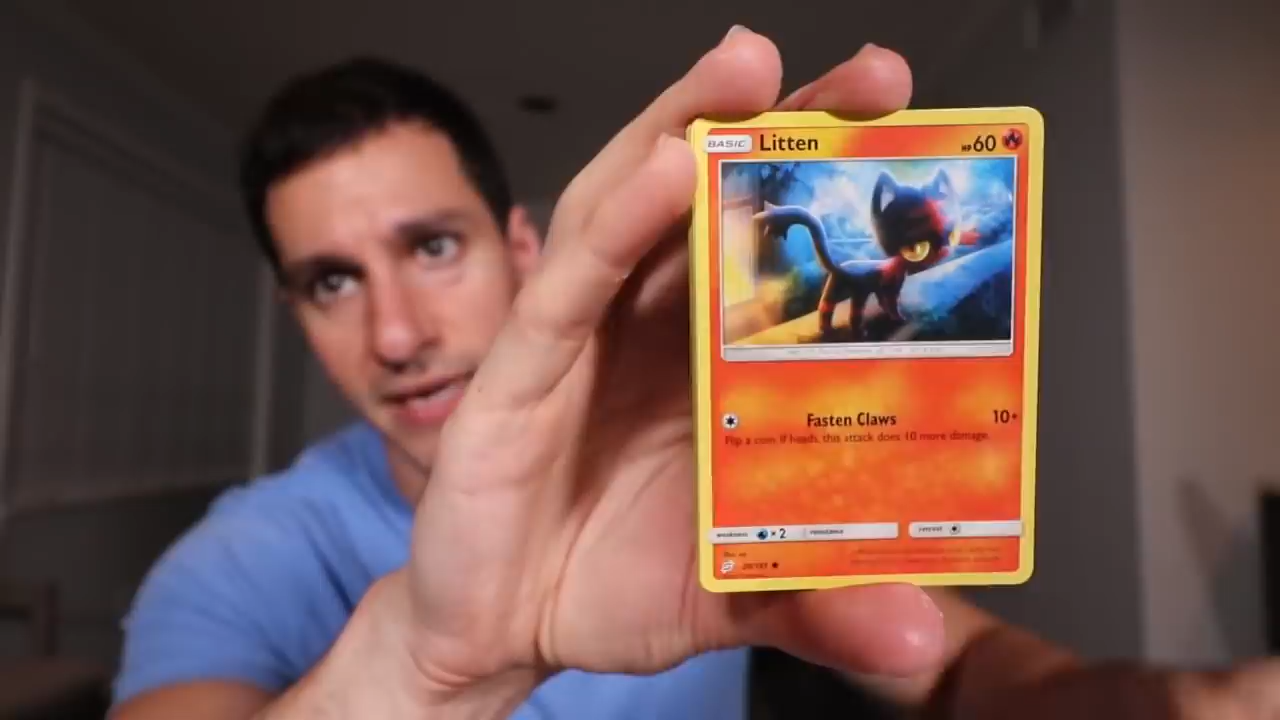 BASIC Litten HP60
Fasten Claws 10+
Flip a coin. If heads, this attack does 10 more damage.
weakness ×2 resistance retreat